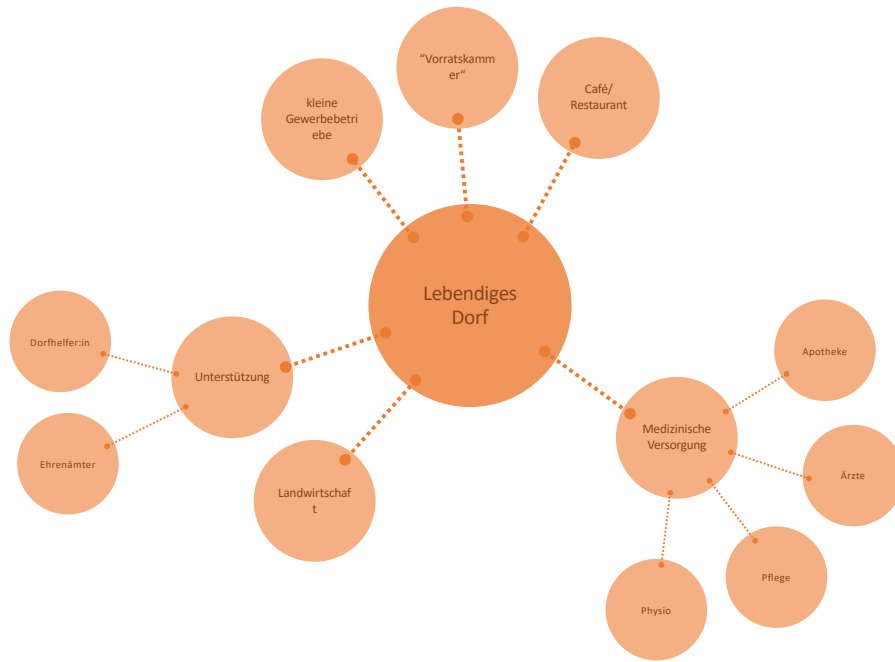 “Vorratskamm
er“
Café/
Restaurant
kleine
Gewerbebetri
ebe
Lebendiges
Dorf
Dorfhelfer:in
Unterstützung
Ehrenämter
Landwirtschaf
t
Apotheke
Medizinische
Versorgung
Ärzte
Pflege
Physio